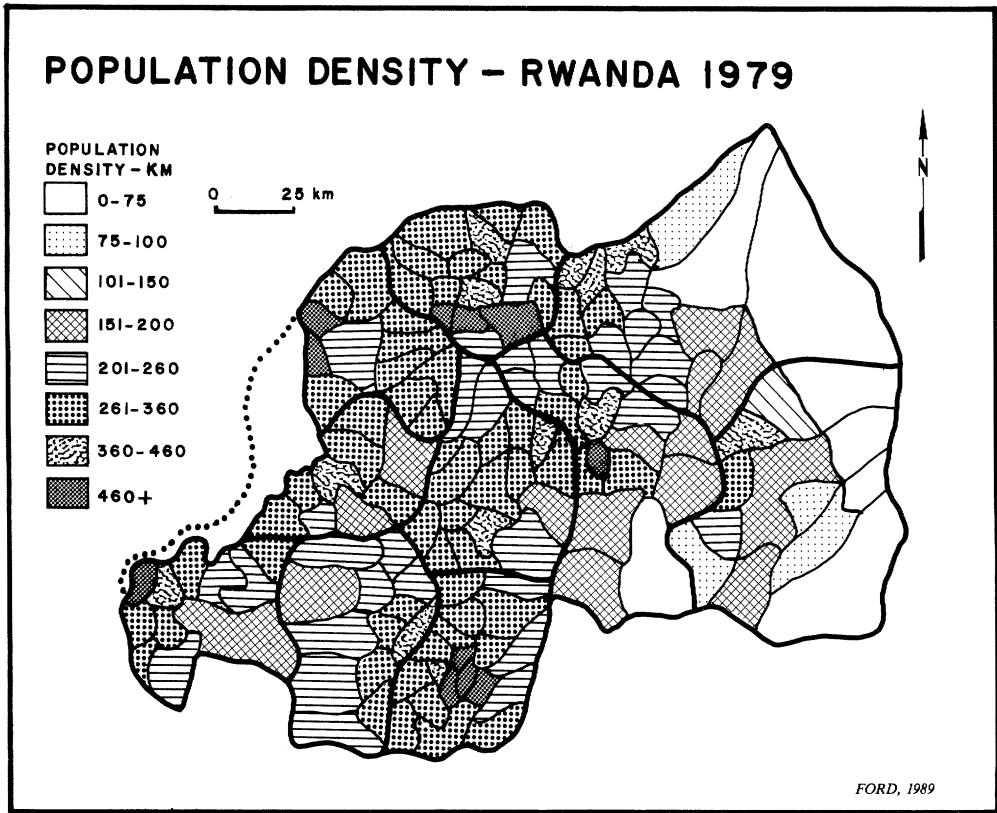 POPULATION DENSITY – RWANDA 1979
POPULATION
DENSITY–KM
0-75
75-100
101-150
151-200
201-260
261-360
360-460
460+
0 25 km
N
FORD, 1989